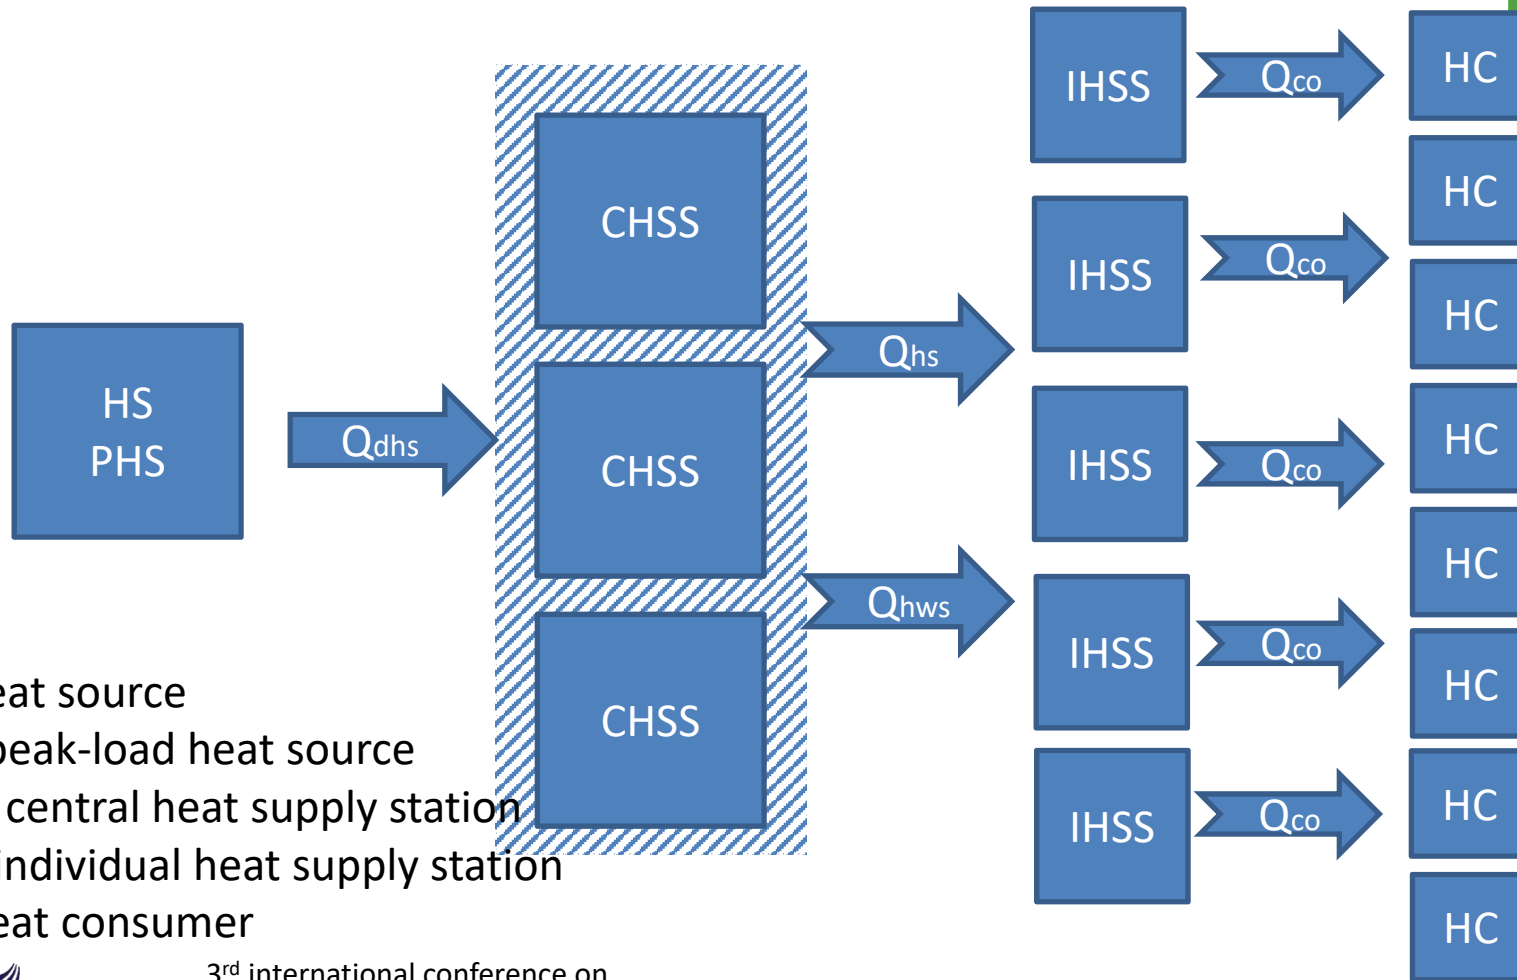 HS
PHS
Qdhs
CHSS
CHSS
CHSS
Qhs
Qhws
IHSS
IHSS
IHSS
IHSS
IHSS
Qco
Qco
Qco
Qco
Qco
HC
HC
HC
HC
HC
HC
HC
HC
eat source
peak-load heat source
central heat supply station
individual heat supply station
eat consumer
3rd international conference on